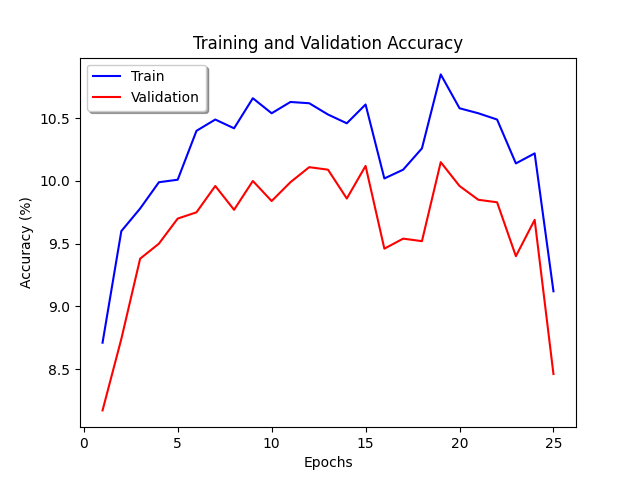 Training and Validation Accuracy
Train
Validation
Accuracy (%)
10.5
10.0
9.5
9.0
8.5
0 5 10 15 20 25
Epochs